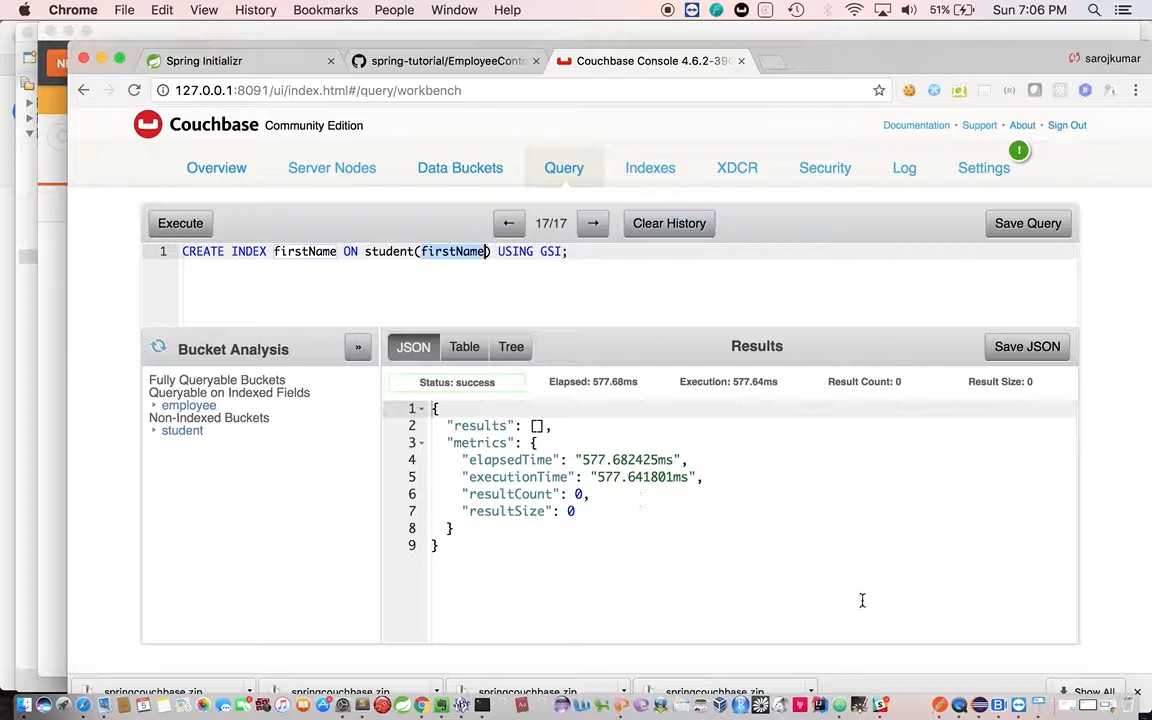 Chrome File Edit View History Bookmarks People Window Help 51% Sun 7:06 PM
Spring Initializr spring-tutorial/EmployeeCont Couchbase Console 4.6.2-390 sarojkumar
127.0.0.1:8091/ui/index.html#/query/workbench
Couchbase Community Edition Documentation • Support • About • Sign Out
Overview Server Nodes Data Buckets Query Indexes XDCR Security Log Settings !
Execute ← 17/17 → Clear History Save Query
1 CREATE INDEX firstName ON student(firstName) USING GSI;
Bucket Analysis » JSON Table Tree Results Save JSON
Fully Queryable Buckets
Queryable on Indexed Fields
employee
Non-Indexed Buckets
student
Status: success Elapsed: 577.68ms Execution: 577.64ms Result Count: 0 Result Size: 0
1 {
2 "results": [],
3 "metrics": {
4 "elapsedTime": "577.682425ms",
5 "executionTime": "577.641801ms",
6 "resultCount": 0,
7 "resultSize": 0
8 }
9 }
springcouchbase.zip springcouchbase.zip springcouchbase.zip springcouchbase.zip Show All